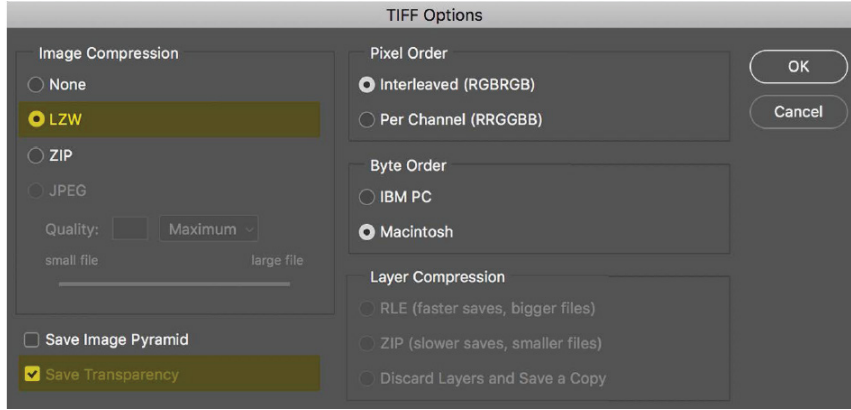 TIFF Options
Image Compression
None
LZW
ZIP
JPEG
Quality: Maximum
small file large file
Save Image Pyramid
Save Transparency
Pixel Order
Interleaved (RGBRGB)
Per Channel (RRGGBB)
Byte Order
IBM PC
Macintosh
Layer Compression
RLE (faster saves, bigger files)
ZIP (slower saves, smaller files)
Discard Layers and Save a Copy
OK
Cancel